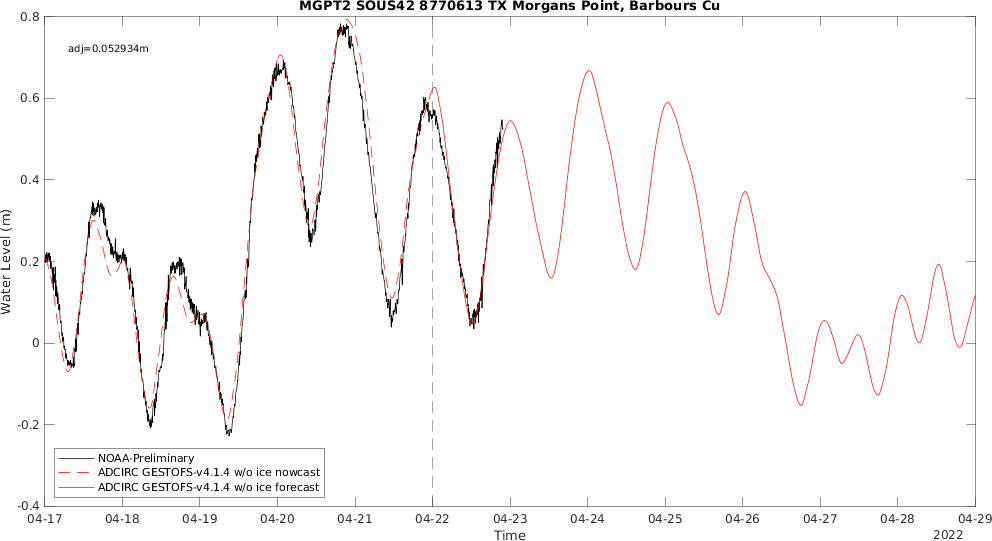 MGPT2 SOUS42 8770613 TX Morgans Point, Barbours Cu
adj=0.052934m
Water Level (m)
0.8
0.6
0.4
0.2
0
-0.2
-0.4
NOAA-Preliminary
ADCIRC GESTOFS-v4.1.4 w/o ice nowcast
ADCIRC GESTOFS-v4.1.4 w/o ice forecast
04-17 04-18 04-19 04-20 04-21 04-22 04-23 04-24 04-25 04-26 04-27 04-28 04-29
Time
2022